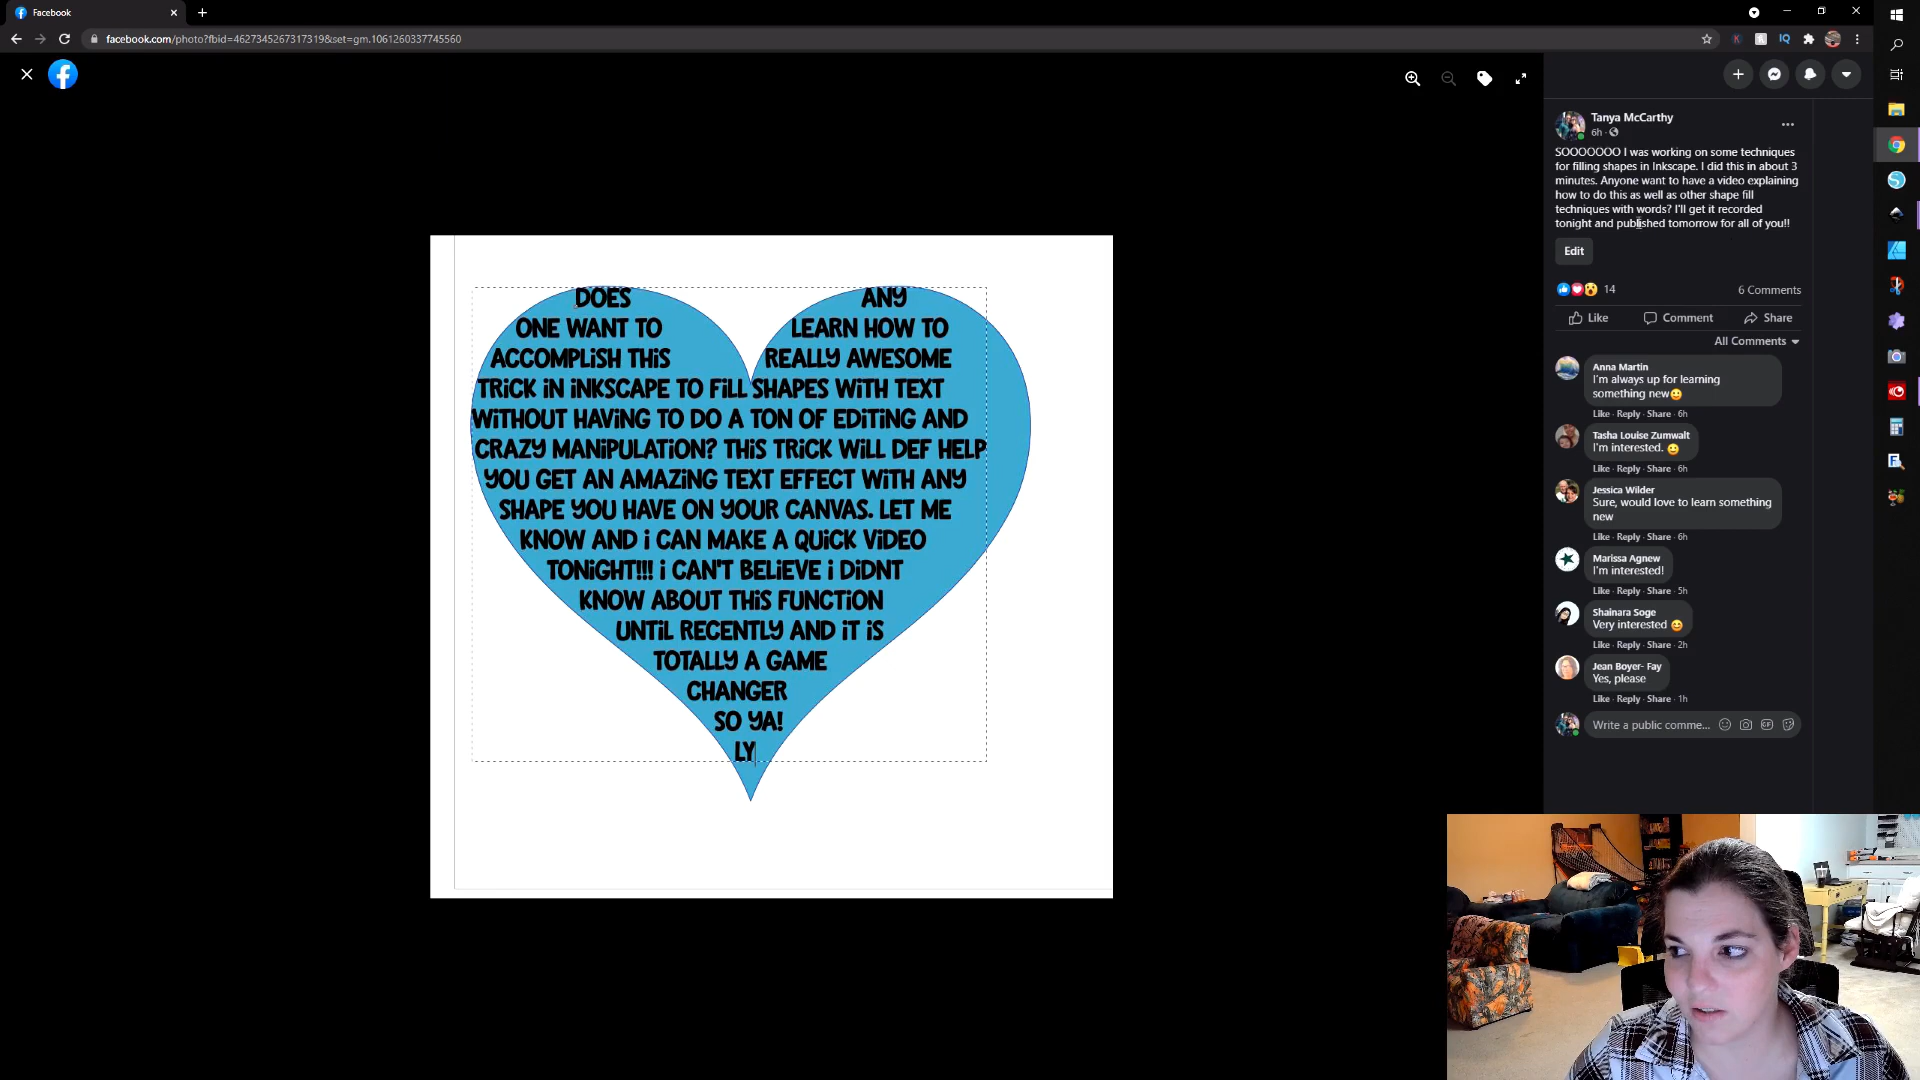 Facebook
facebook.com/photo?fbid=4627345267317319&set=gm.1061260337745560
DOES ANY
ONE WANT TO LEARN HOW TO
ACCOMPLiSH THiS REALLY AWESOME
TRiCK iN iNKSCAPE TO FiLL SHAPES WiTH TEXT
WiTHOUT HAViNG TO DO A TON OF EDiTiNG AND
CRAZY MANiPULATiON? THiS TRiCK WiLL DEF HELP
YOU GET AN AMAZiNG TEXT EFFECT WiTH ANY
SHAPE YOU HAVE ON YOUR CANVAS. LET ME
KNOW AND i CAN MAKE A QUiCK ViDEO
TONiGHT!!! i CAN'T BELiEVE i DiDNT
KNOW ABOUT THiS FUNCTiON
UNTiL RECENTLY AND iT iS
TOTALLY A GAME
CHANGER
SO YA!
LY
Tanya McCarthy
6h ·
SOOOOOOO I was working on some techniques
for filling shapes in Inkscape. I did this in about 3
minutes. Anyone want to have a video explaining
how to do this as well as other shape fill
techniques with words? I'll get it recorded
tonight and published tomorrow for all of you!!
Edit
14 6 Comments
Like Comment Share
All Comments
Anna Martin
I'm always up for learning
something new
Like · Reply · Share · 6h
Tasha Louise Zumwalt
I'm interested.
Like · Reply · Share · 6h
Jessica Wilder
Sure, would love to learn something
new
Like · Reply · Share · 6h
Marissa Agnew
I'm interested!
Like · Reply · Share · 5h
Shainara Soge
Very interested
Like · Reply · Share · 2h
Jean Boyer- Fay
Yes, please
Like · Reply · Share · 1h
Write a public comme...